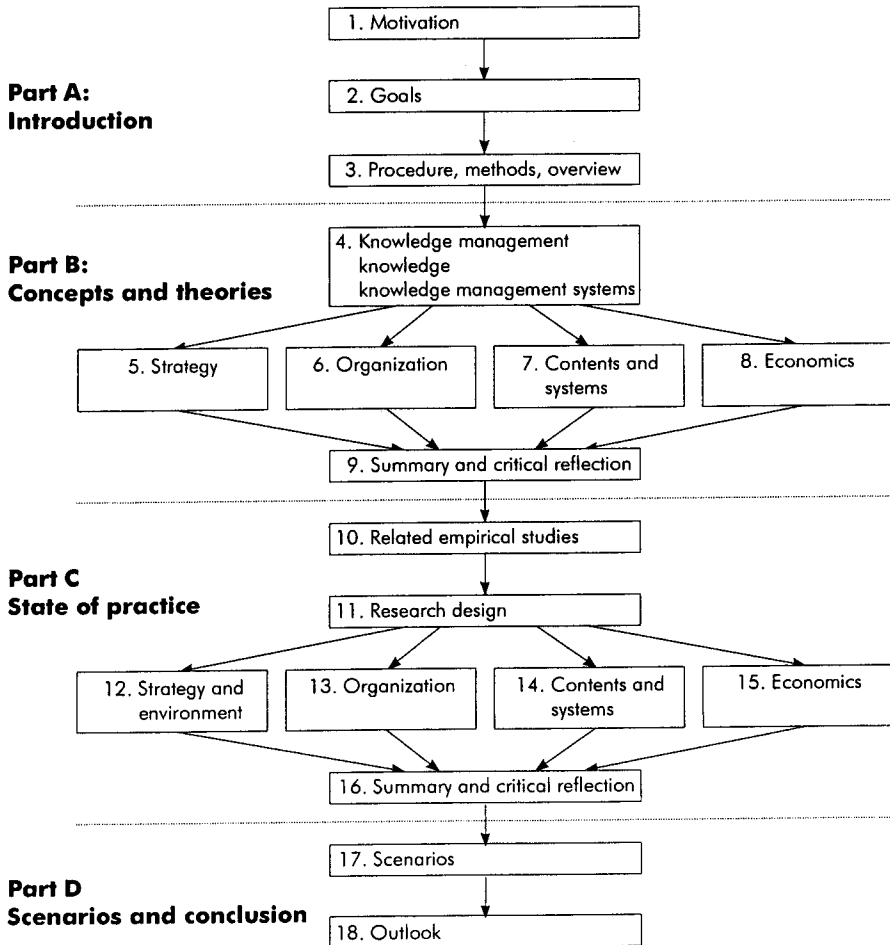 1. Motivation
Part A:
Introduction
2. Goals
3. Procedure, methods, overview
Part B:
Concepts and theories
4. Knowledge management
knowledge
knowledge management systems
5. Strategy
6. Organization
7. Contents and
systems
8. Economics
9. Summary and critical reflection
10. Related empirical studies
Part C
State of practice
11. Research design
12. Strategy and
environment
13. Organization
14. Contents and
systems
15. Economics
16. Summary and critical reflection
17. Scenarios
Part D
Scenarios and conclusion
18. Outlook